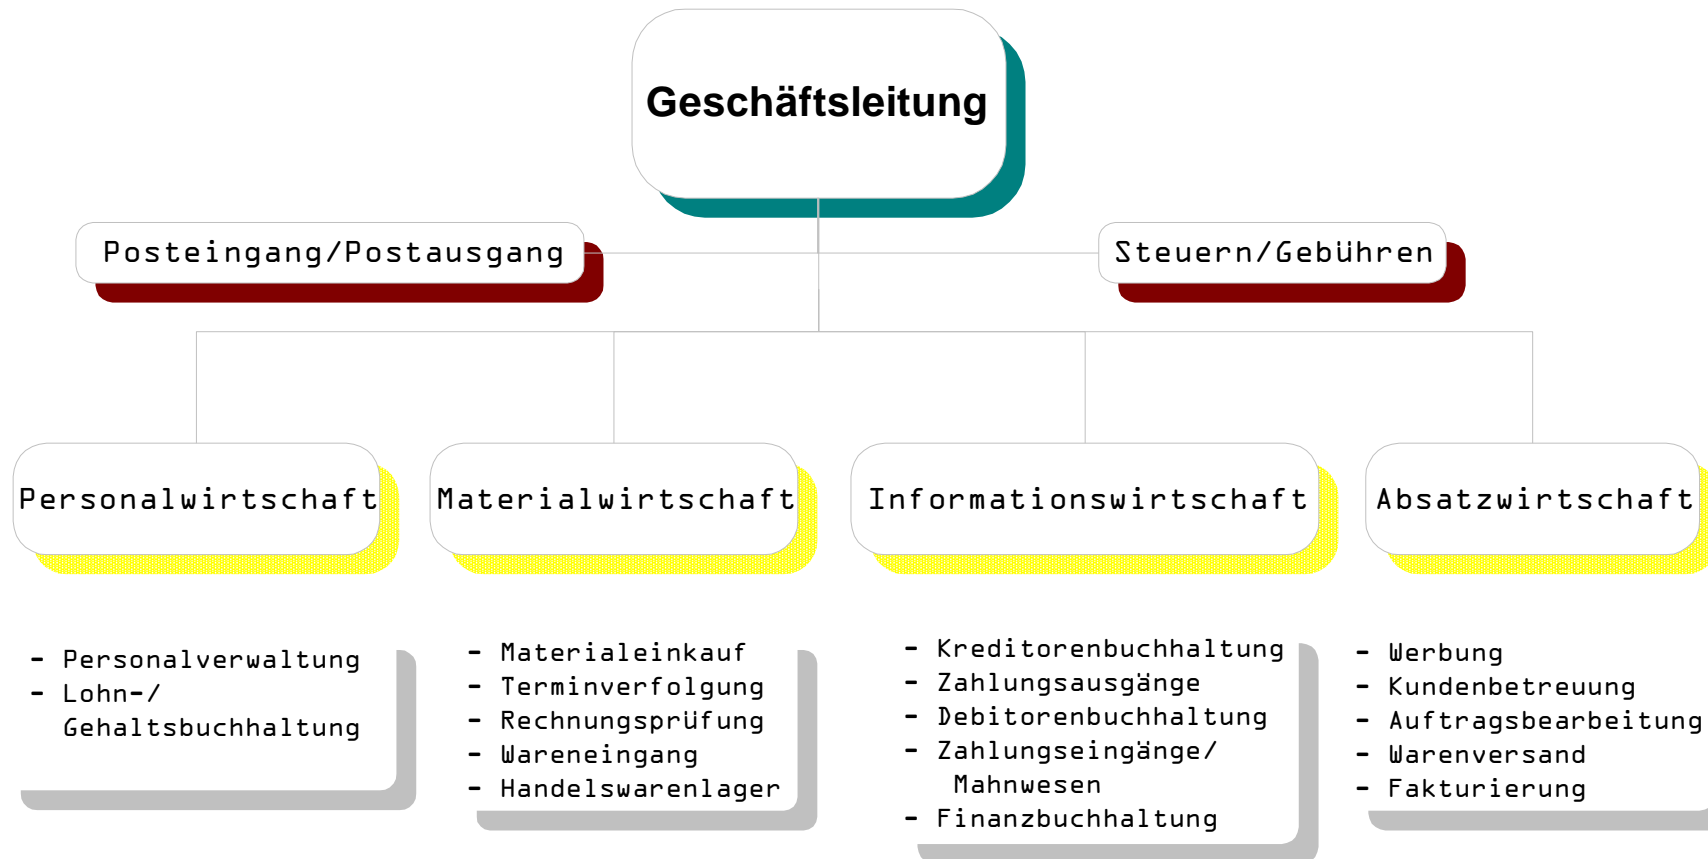 Geschäftsleitung
Posteingang/Postausgang
Steuern/Gebühren
Personalwirtschaft
Materialwirtschaft
Informationswirtschaft
Absatzwirtschaft
- Personalverwaltung
- Lohn-/
Gehaltsbuchhaltung
- Materialeinkauf
- Terminverfolgung
- Rechnungsprüfung
- Wareneingang
- Handelswarenlager
- Kreditorenbuchhaltung
- Zahlungsausgänge
- Debitorenbuchhaltung
- Zahlungseingänge/
Mahnwesen
- Finanzbuchhaltung
- Werbung
- Kundenbetreuung
- Auftragsbearbeitung
- Warenversand
- Fakturierung